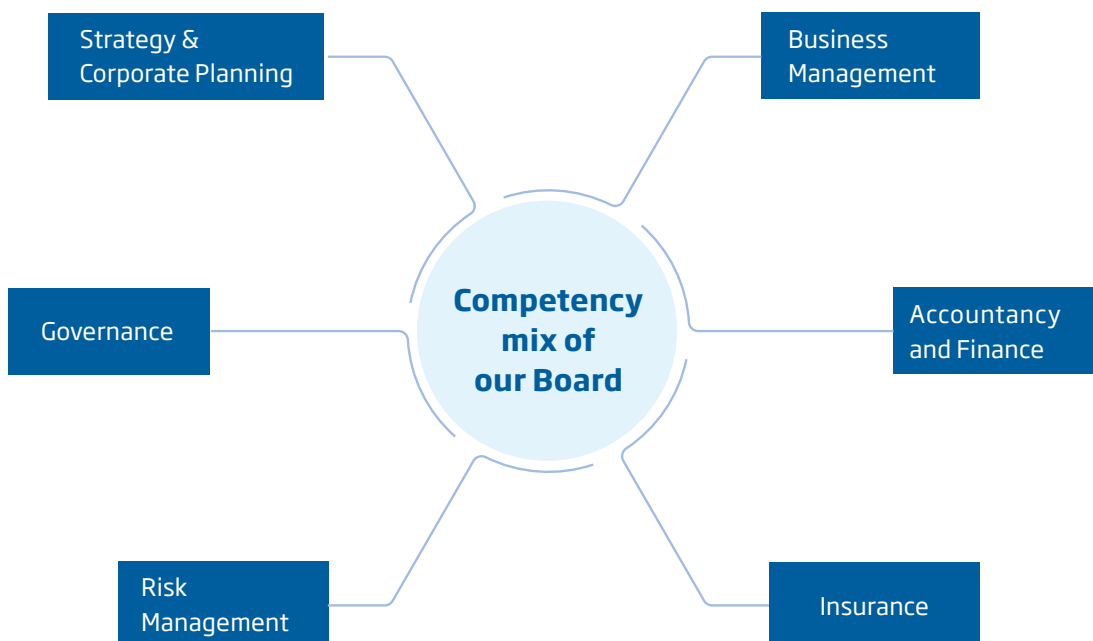 Strategy &
Corporate Planning
Business
Management
Competency
mix of
our Board
Governance
Accountancy
and Finance
Risk
Management
Insurance